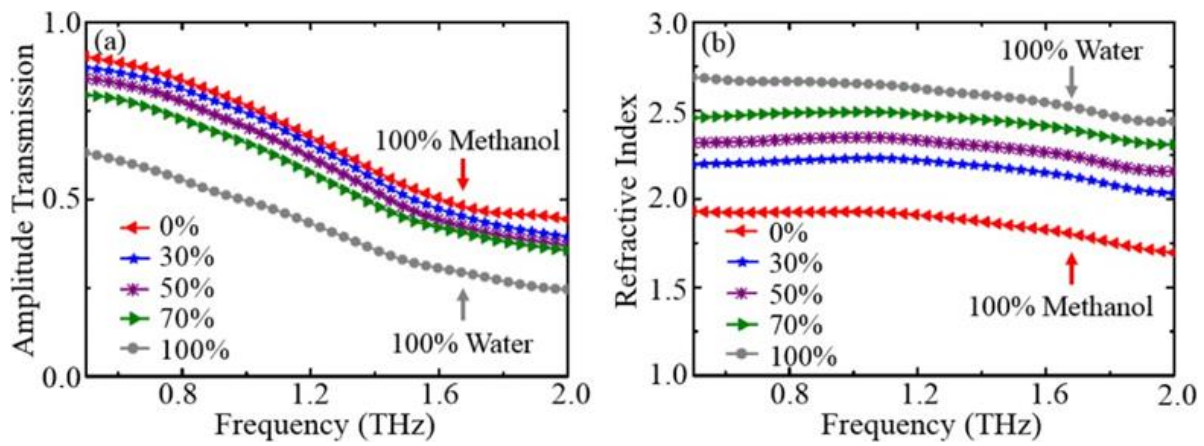 (a)
Amplitude Transmission
1.0
0.5
0.0
100% Methanol
0%
30%
50%
70%
100%
100% Water
0.8
1.2
1.6
2.0
Frequency (THz)
(b)
Refractive Index
3.0
2.5
2.0
1.5
1.0
100% Water
0%
30%
50%
70%
100%
100% Methanol
0.8
1.2
1.6
2.0
Frequency (THz)